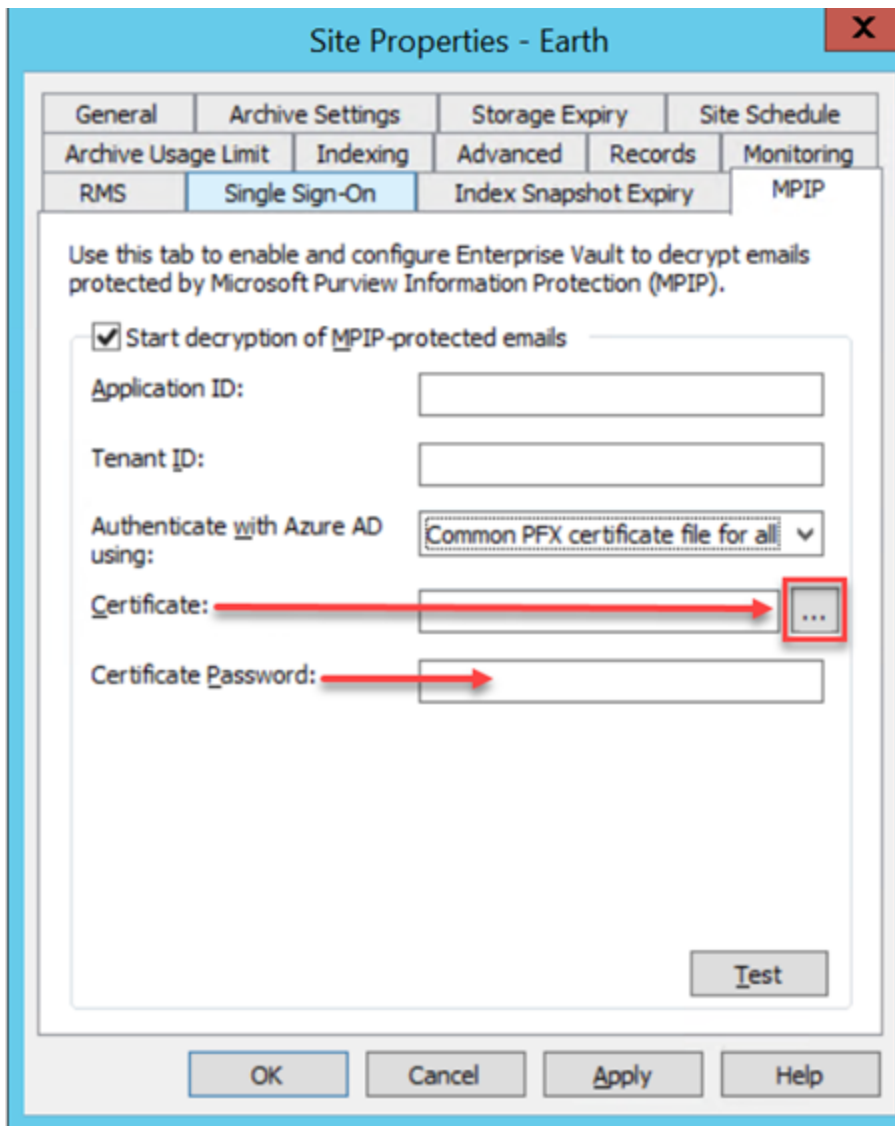 Site Properties - Earth
X
General Archive Settings Storage Expiry Site Schedule
Archive Usage Limit Indexing Advanced Records Monitoring
RMS Single Sign-On Index Snapshot Expiry MPIP
Use this tab to enable and configure Enterprise Vault to decrypt emails
protected by Microsoft Purview Information Protection (MPIP).
Start decryption of MPIP-protected emails
Application ID:
Tenant ID:
Authenticate with Azure AD
using:
Common PFX certificate file for all
Certificate:
...
Certificate Password:
Test
OK Cancel Apply Help